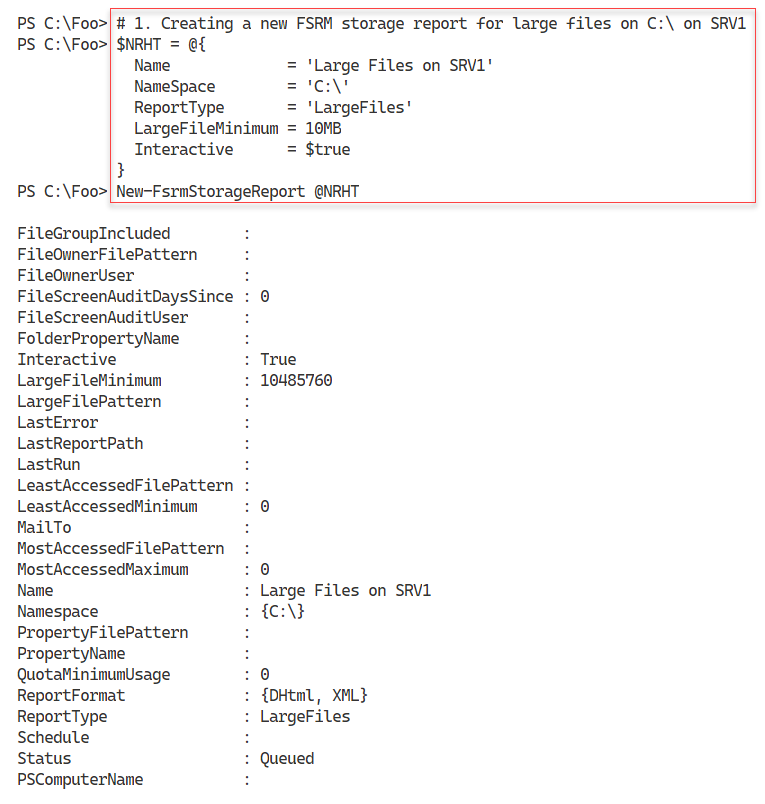 PS C:\Foo> # 1. Creating a new FSRM storage report for large files on C:\ on SRV1
PS C:\Foo> $NRHT = @{
  Name             = 'Large Files on SRV1'
  NameSpace        = 'C:\'
  ReportType       = 'LargeFiles'
  LargeFileMinimum = 10MB
  Interactive      = $true
}
PS C:\Foo> New-FsrmStorageReport @NRHT
FileGroupIncluded        :
FileOwnerFilePattern     :
FileOwnerUser            :
FileScreenAuditDaysSince : 0
FileScreenAuditUser      :
FolderPropertyName       :
Interactive              : True
LargeFileMinimum         : 10485760
LargeFilePattern         :
LastError                :
LastReportPath           :
LastRun                  :
LeastAccessedFilePattern :
LeastAccessedMinimum     : 0
MailTo                   :
MostAccessedFilePattern  :
MostAccessedMaximum      : 0
Name                     : Large Files on SRV1
Namespace                : {C:\}
PropertyFilePattern      :
PropertyName             :
QuotaMinimumUsage        : 0
ReportFormat             : {DHtml, XML}
ReportType               : LargeFiles
Schedule                 :
Status                   : Queued
PSComputerName           :